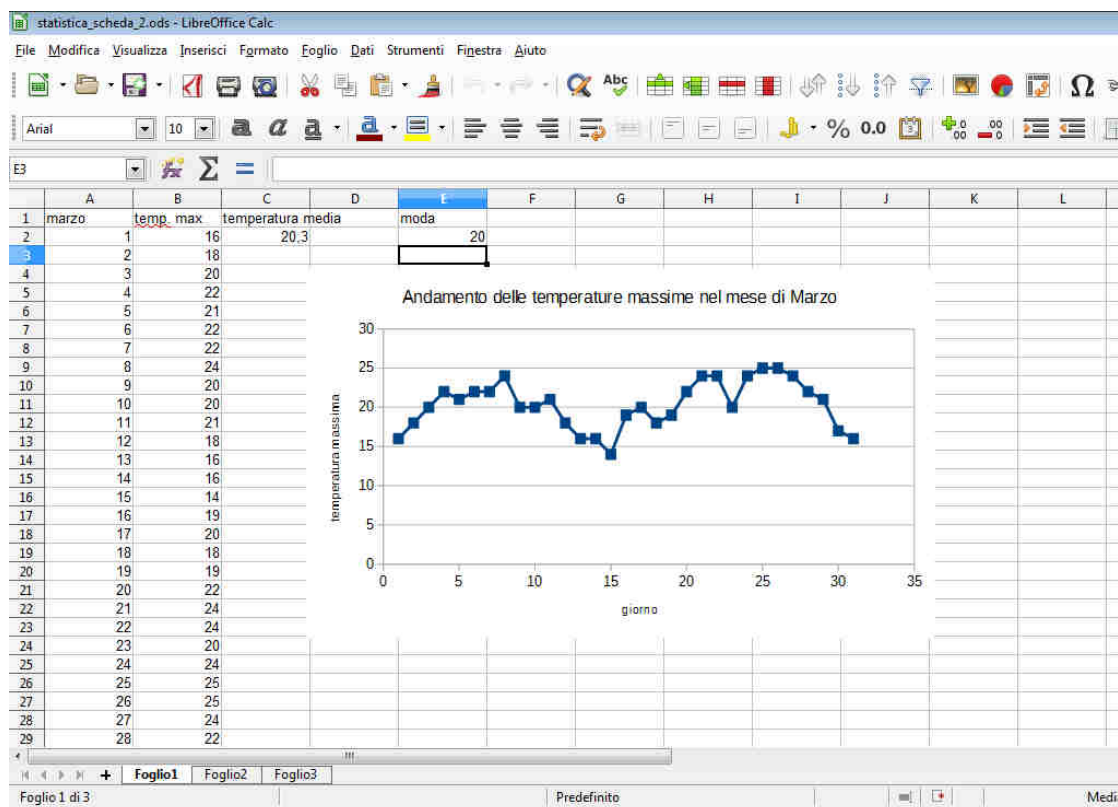 statistica_scheda_2.ods - LibreOffice Calc
File Modifica Visualizza Inserisci Formato Foglio Dati Strumenti Finestra Aiuto
Abc
Arial 10 a a a a % 0.0
E3
A B C D E F G H I J K L
1 marzo temp. max temperatura media moda
2 1 16 20,3 20
3 2 18
4 3 20
5 4 22
6 5 21
7 6 22
8 7 22
9 8 24
10 9 20
11 10 20
12 11 21
13 12 18
14 13 16
15 14 16
16 15 14
17 16 19
18 17 20
19 18 18
20 19 19
21 20 22
22 21 24
23 22 24
24 23 20
25 24 24
26 25 25
27 26 25
28 27 24
29 28 22
Andamento delle temperature massime nel mese di Marzo
temperatura massima
30
25
20
15
10
5
0
0 5 10 15 20 25 30 35
giorno
Foglio1 Foglio2 Foglio3
Foglio 1 di 3 Predefinito